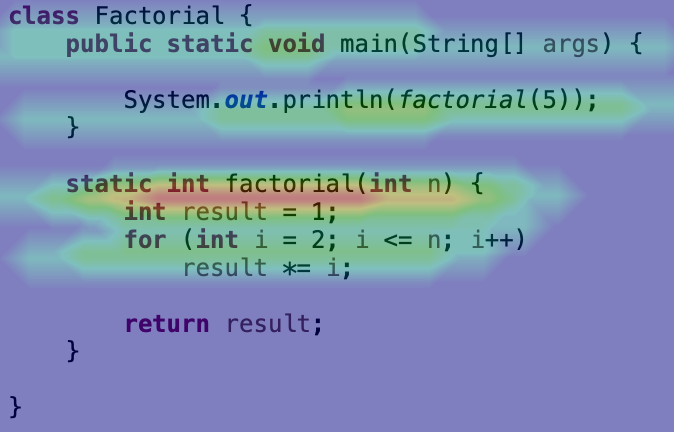 class Factorial {
public static void main(String[] args) {
System.out.println(factorial(5));
}
static int factorial(int n) {
int result = 1;
for (int i = 2; i <= n; i++)
result *= i;
return result;
}
}